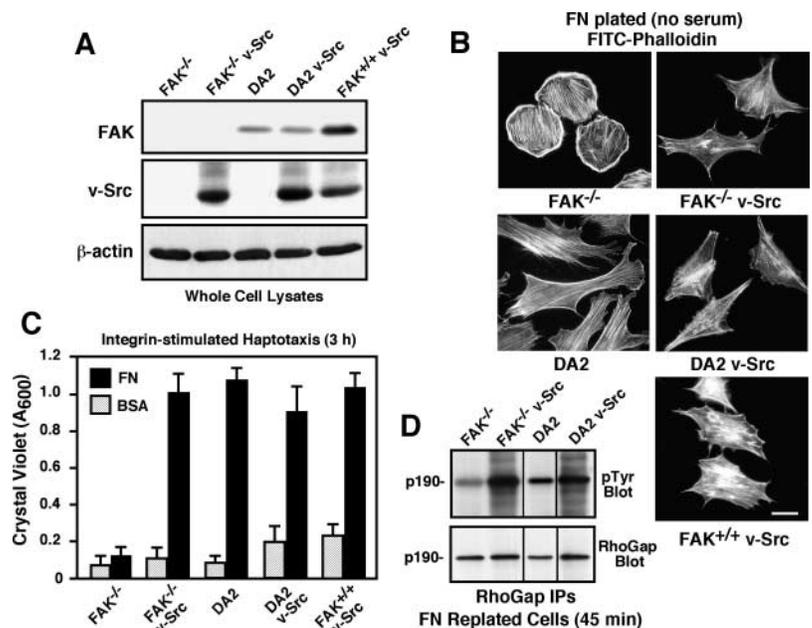 A
FAK-/-
FAK-/- v-Src
DA2
DA2 v-Src
FAK+/+ v-Src
FAK
v-Src
β-actin
Whole Cell Lysates
B
FN plated (no serum)
FITC-Phalloidin
FAK-/-
FAK-/- v-Src
DA2
DA2 v-Src
FAK+/+ v-Src
C
Integrin-stimulated Haptotaxis (3 h)
Crystal Violet (A600)
1.2
1.0
0.8
0.6
0.4
0.2
0
FN
BSA
FAK-/-
FAK-/-
v-Src
DA2
DA2
v-Src
FAK+/+
v-Src
D
FAK-/-
FAK-/- v-Src
DA2
DA2 v-Src
p190-
pTyr
Blot
p190-
RhoGap
Blot
RhoGap IPs
FN Replated Cells (45 min)